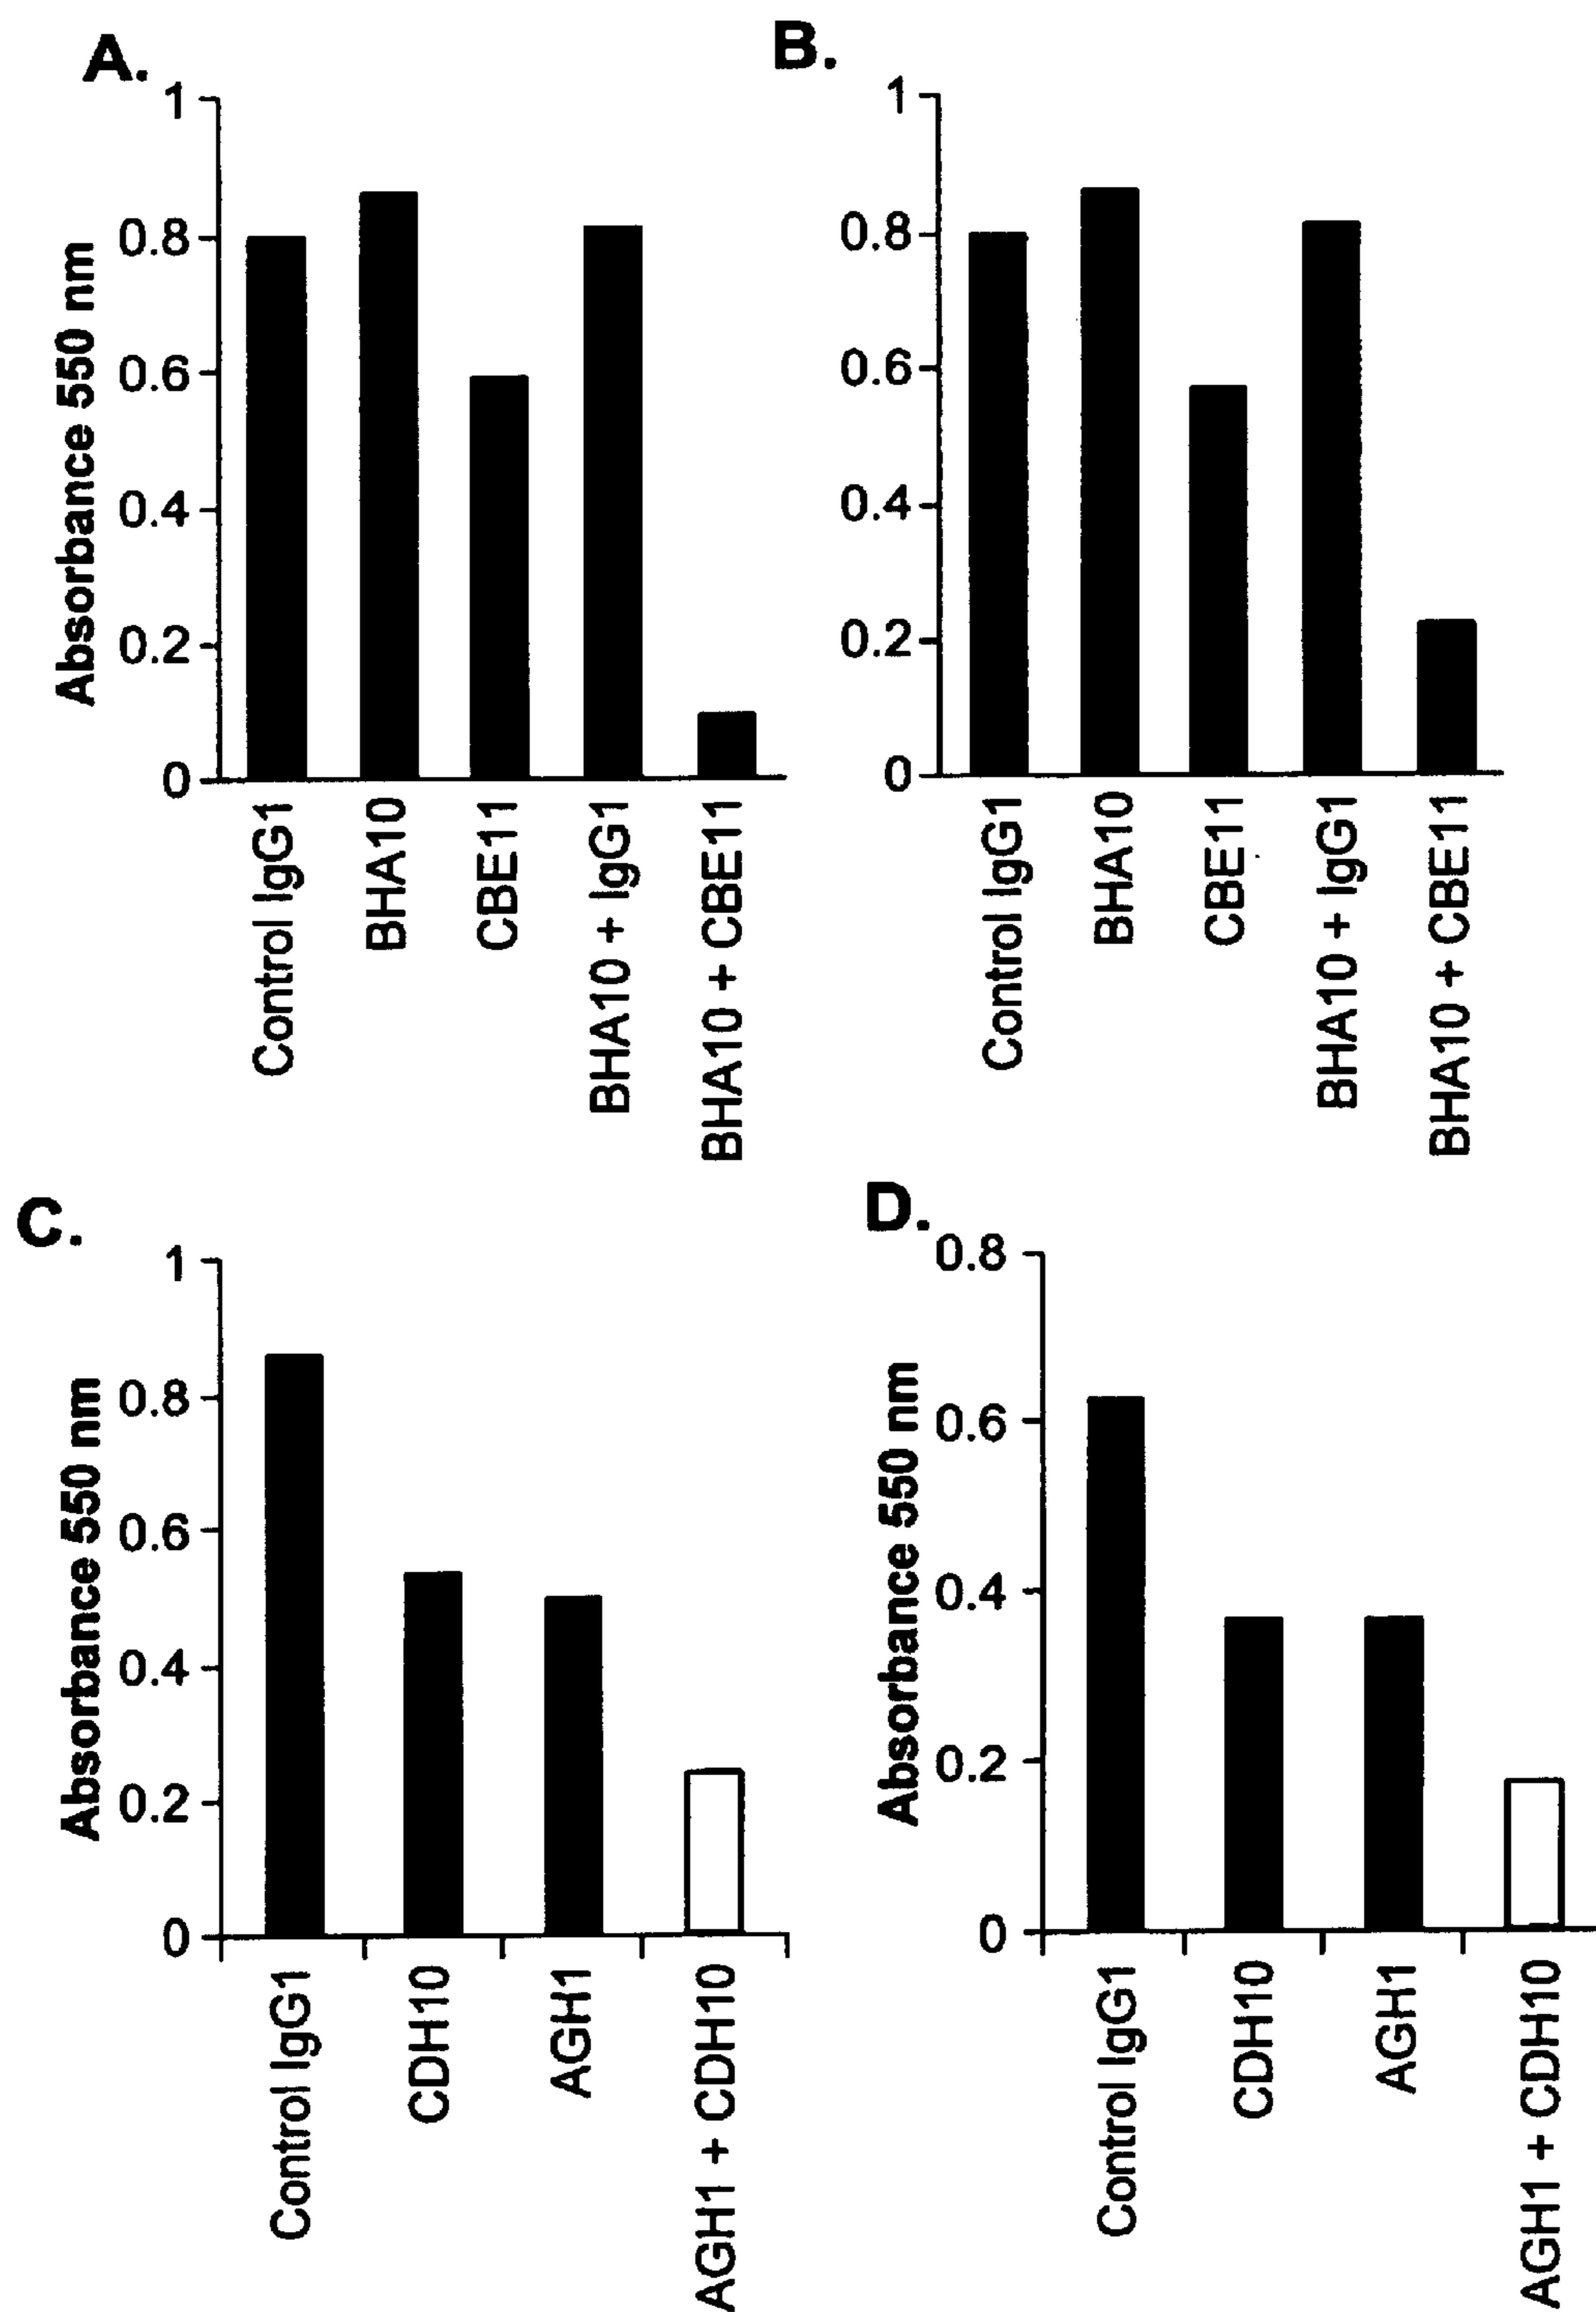 A.
Absorbance 550 nm
1
0.8
0.6
0.4
0.2
0
Control IgG1
BHA10
CBE11
BHA10 + IgG1
BHA10 + CBE11
B.
1
0.8
0.6
0.4
0.2
0
Control IgG1
BHA10
CBE11
BHA10 + IgG1
BHA10 + CBE11
C.
Absorbance 550 nm
1
0.8
0.6
0.4
0.2
0
Control IgG1
CDH10
AGH1
AGH1 + CDH10
D.
Absorbance 550 nm
0.8
0.6
0.4
0.2
0
Control IgG1
CDH10
AGH1
AGH1 + CDH10